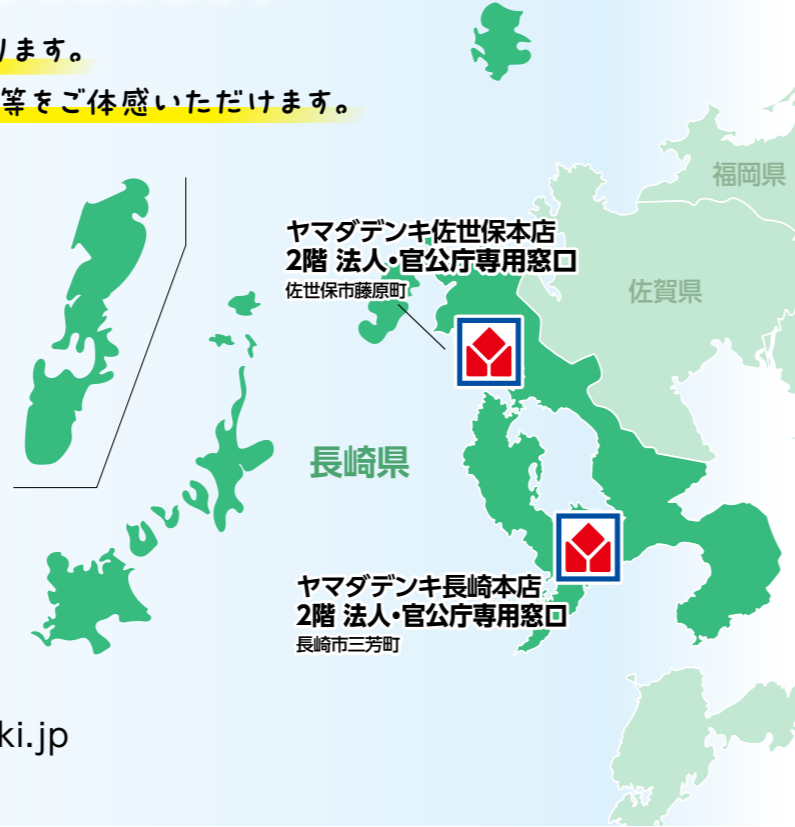 ります。
等をご体感いただけます。
福岡県
ヤマダデンキ佐世保本店
2階 法人・官公庁専用窓口
佐世保市藤原町
佐賀県
長崎県
ヤマダデンキ長崎本店
2階 法人・官公庁専用窓口
長崎市三芳町
ki.jp